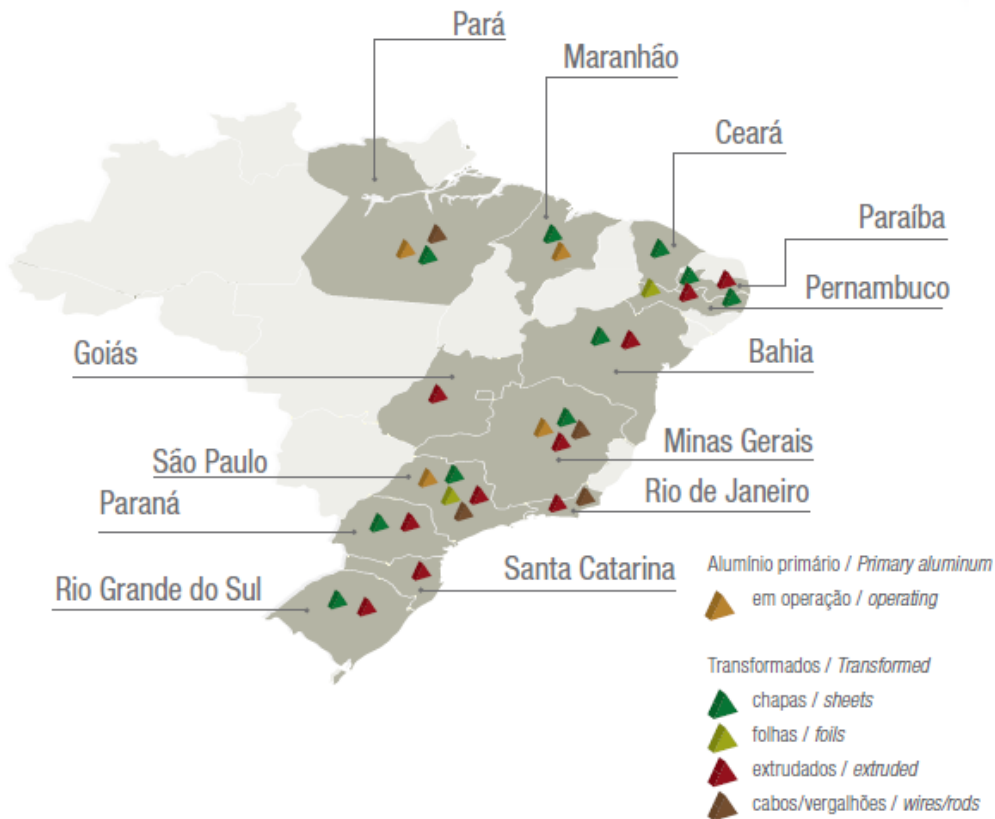 Pará
Maranhão
Ceará
Paraíba
Pernambuco
Goiás
Bahia
Minas Gerais
São Paulo
Rio de Janeiro
Paraná
Santa Catarina
Rio Grande do Sul
Alumínio primário / Primary aluminum
em operação / operating
Transformados / Transformed
chapas / sheets
folhas / foils
extrudados / extruded
cabos/vergalhões / wires/rods